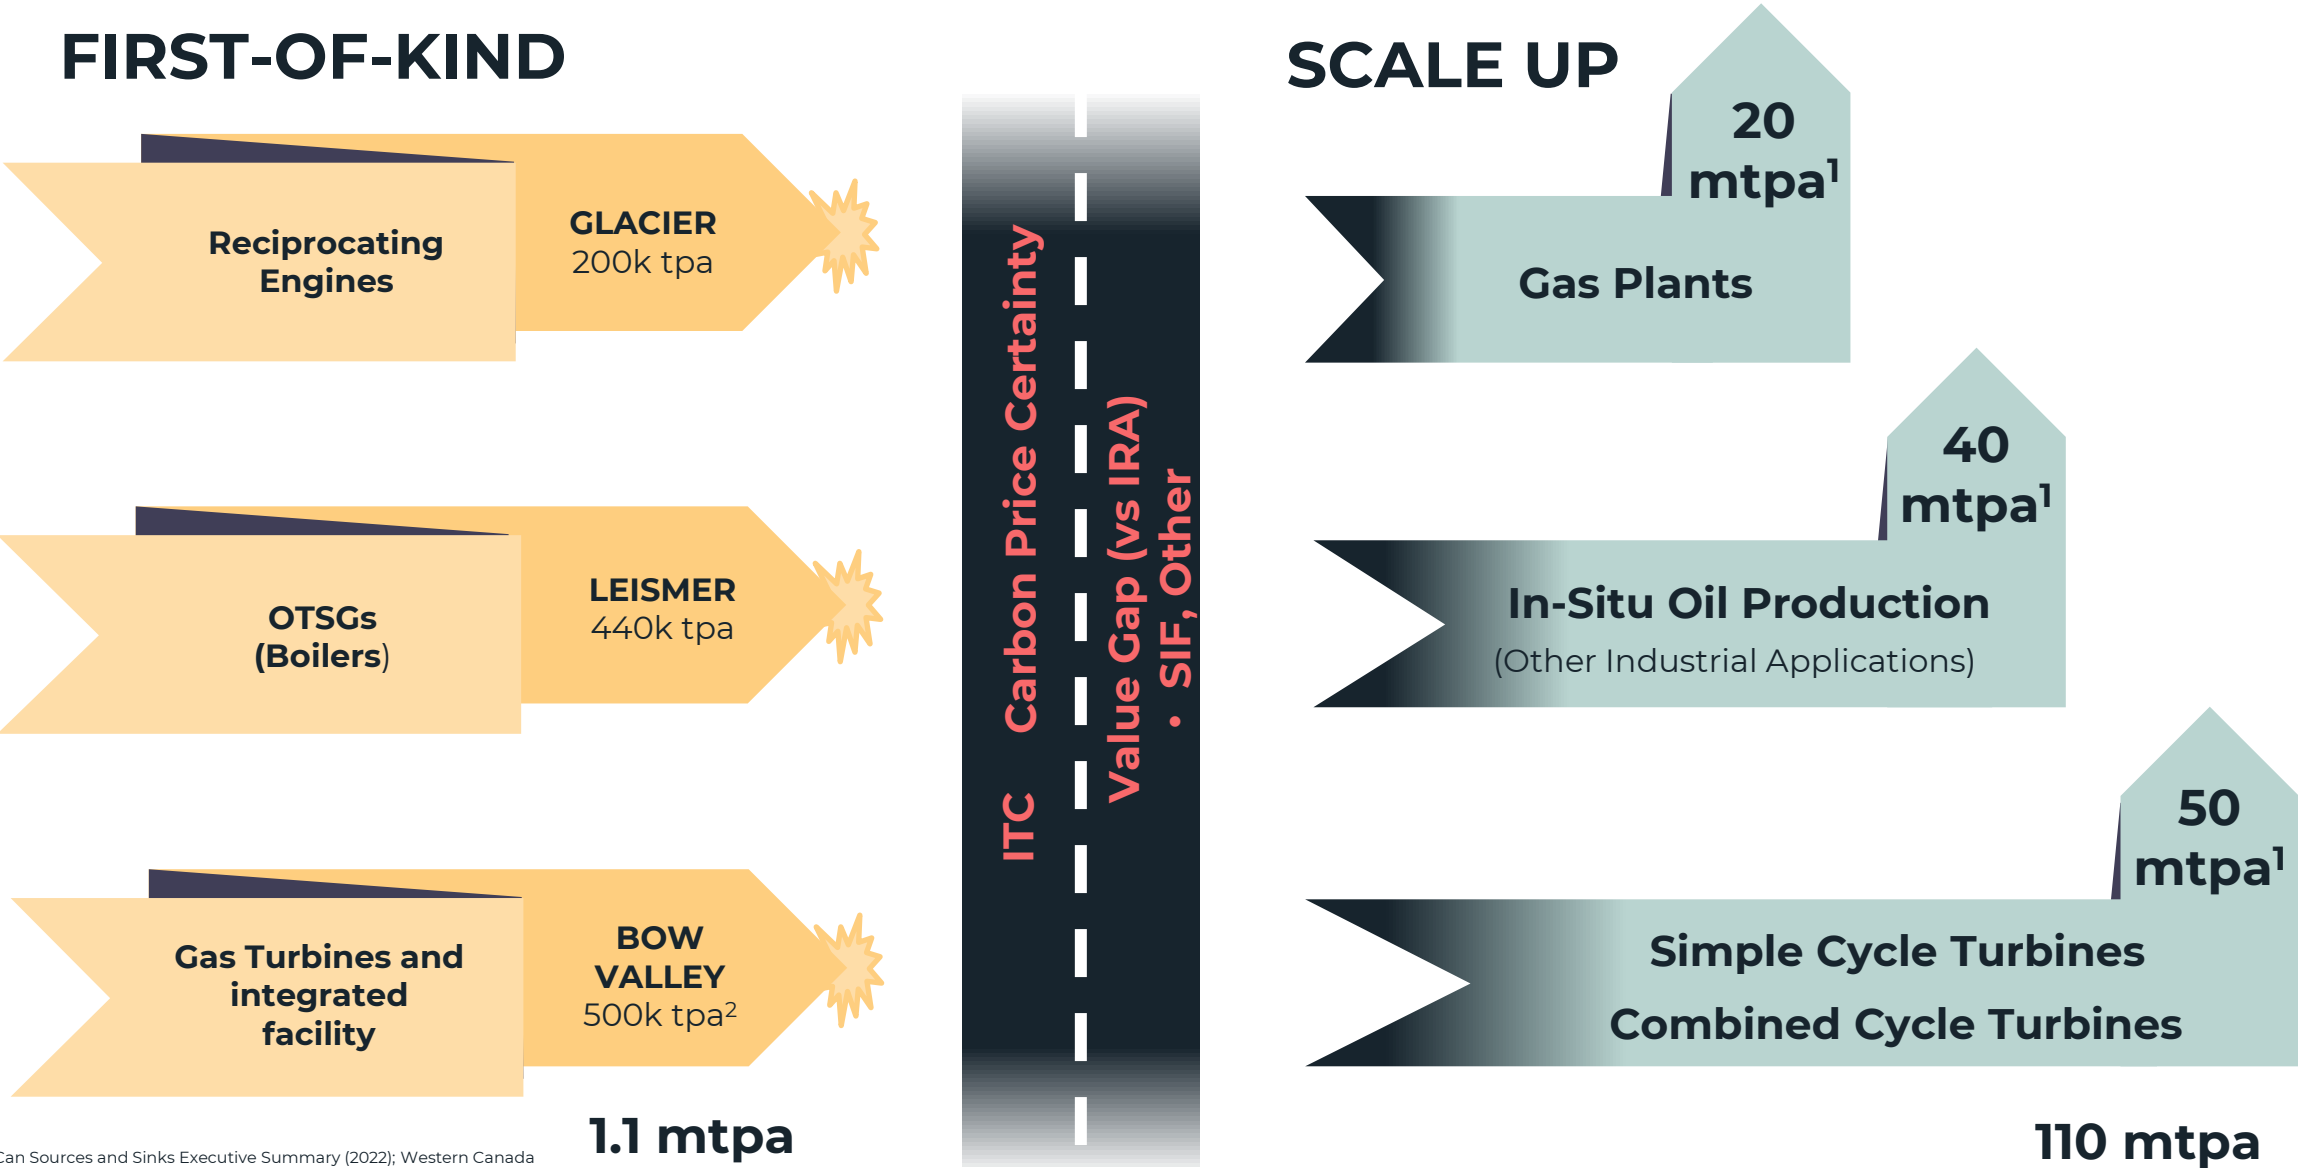 FIRST-OF-KIND
Reciprocating
Engines
GLACIER
200k tpa
OTSGs
(Boilers)
LEISMER
440k tpa
Gas Turbines and
integrated
facility
BOW
VALLEY
500k tpa²
1.1 mtpa
Can Sources and Sinks Executive Summary (2022); Western Canada
ITC Carbon Price Certainty
Value Gap (vs IRA)
• SIF, Other
SCALE UP
20
mtpa¹
Gas Plants
40
mtpa¹
In-Situ Oil Production
(Other Industrial Applications)
50
mtpa¹
Simple Cycle Turbines
Combined Cycle Turbines
110 mtpa